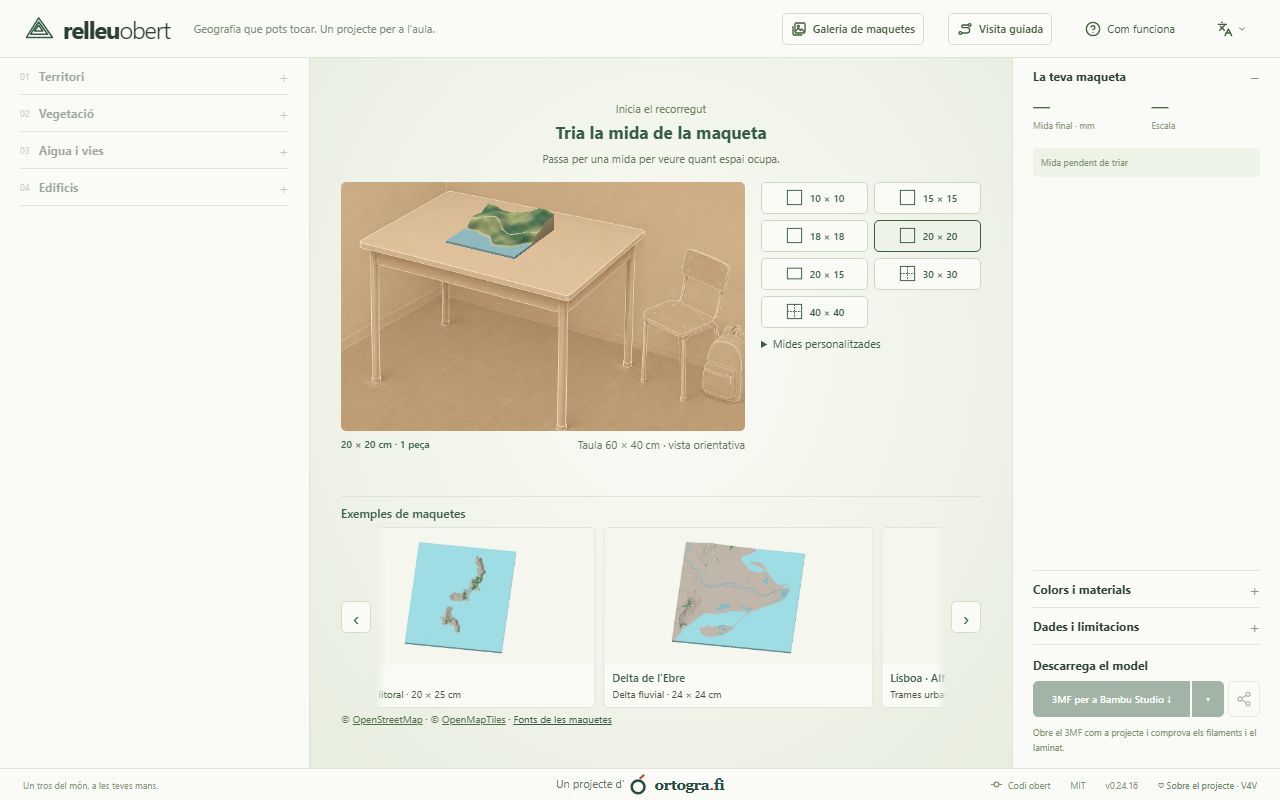 relleuobert
Geografia que pots tocar. Un projecte per a l'aula.
Galeria de maquetes
Visita guiada
Com funciona
01 Territori +
02 Vegetació +
03 Aigua i vies +
04 Edificis +
Inicia el recorregut
Tria la mida de la maqueta
Passa per una mida per veure quant espai ocupa.
10 × 10
15 × 15
18 × 18
20 × 20
20 × 15
30 × 30
40 × 40
▶ Mides personalitzades
20 × 20 cm · 1 peça
Taula 60 × 40 cm · vista orientativa
Exemples de maquetes
‹
litoral · 20 × 25 cm
Delta de l'Ebre
Delta fluvial · 24 × 24 cm
Lisboa · Alf
Trames urba
›
© OpenStreetMap · © OpenMapTiles · Fonts de les maquetes
La teva maqueta −
— —
Mida final · mm
Escala
Mida pendent de triar
Colors i materials +
Dades i limitacions +
Descarrega el model
3MF per a Bambu Studio ↓
Obre el 3MF com a projecte i comprova els filaments i el
laminat.
Un tros del món, a les teves mans.
Un projecte d' ortogra.fi
Codi obert
MIT
v0.24.16
♡ Sobre el projecte · V4V